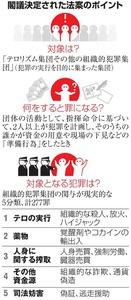 閣議決定された法案のポイント
対象は？
「テロリズム集団その他の組織的犯罪集
団」（犯罪の実行を目的に集まった集団）
何をすると罪になる？
団体の活動として、指揮命令に基づい
て、2人以上が犯罪を計画し、そのうちの
誰かが資金の用意や現場の下見などの
「準備行為」をしたとき
対象となる犯罪は？
組織的犯罪集団の関与が現実的な
5分類、計277罪
1 テロの実行 組織的な殺人、放火、
ハイジャック
2 薬物 覚醒剤やコカインの
輸出入
3 人身に
関する搾取 人身売買、強制労働、
臓器売買
4 その他
資金源 組織的な詐欺、通貨
偽造
5 司法妨害 偽証、逃走援助